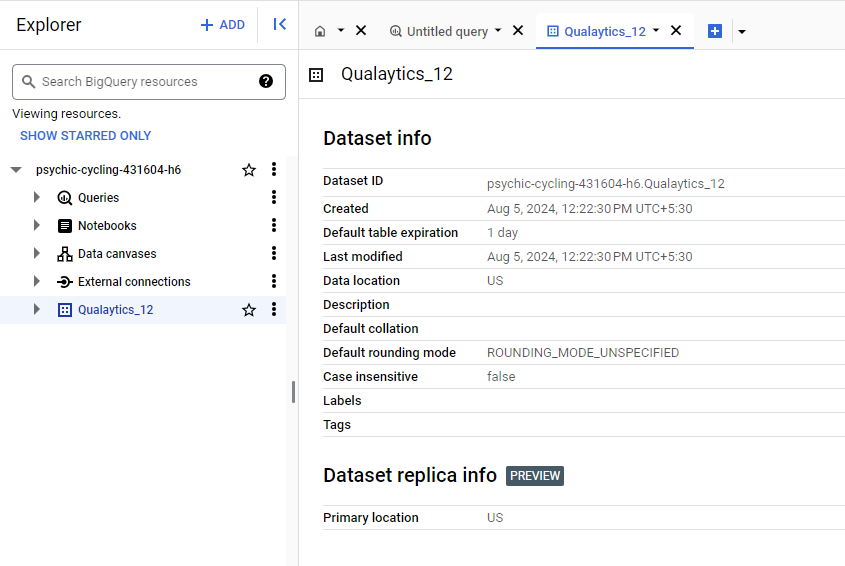 Explorer
ADD
Search BigQuery resources
Viewing resources.
SHOW STARRED ONLY
psychic-cycling-431604-h6
Queries
Notebooks
Data canvases
External connections
Qualaytics_12
Untitled query
Qualaytics_12
Qualaytics_12
Dataset info
Dataset ID psychic-cycling-431604-h6.Qualaytics_12
Created Aug 5, 2024, 12:22:30 PM UTC+5:30
Default table expiration 1 day
Last modified Aug 5, 2024, 12:22:30 PM UTC+5:30
Data location US
Description
Default collation
Default rounding mode ROUNDING_MODE_UNSPECIFIED
Case insensitive false
Labels
Tags
Dataset replica info PREVIEW
Primary location US